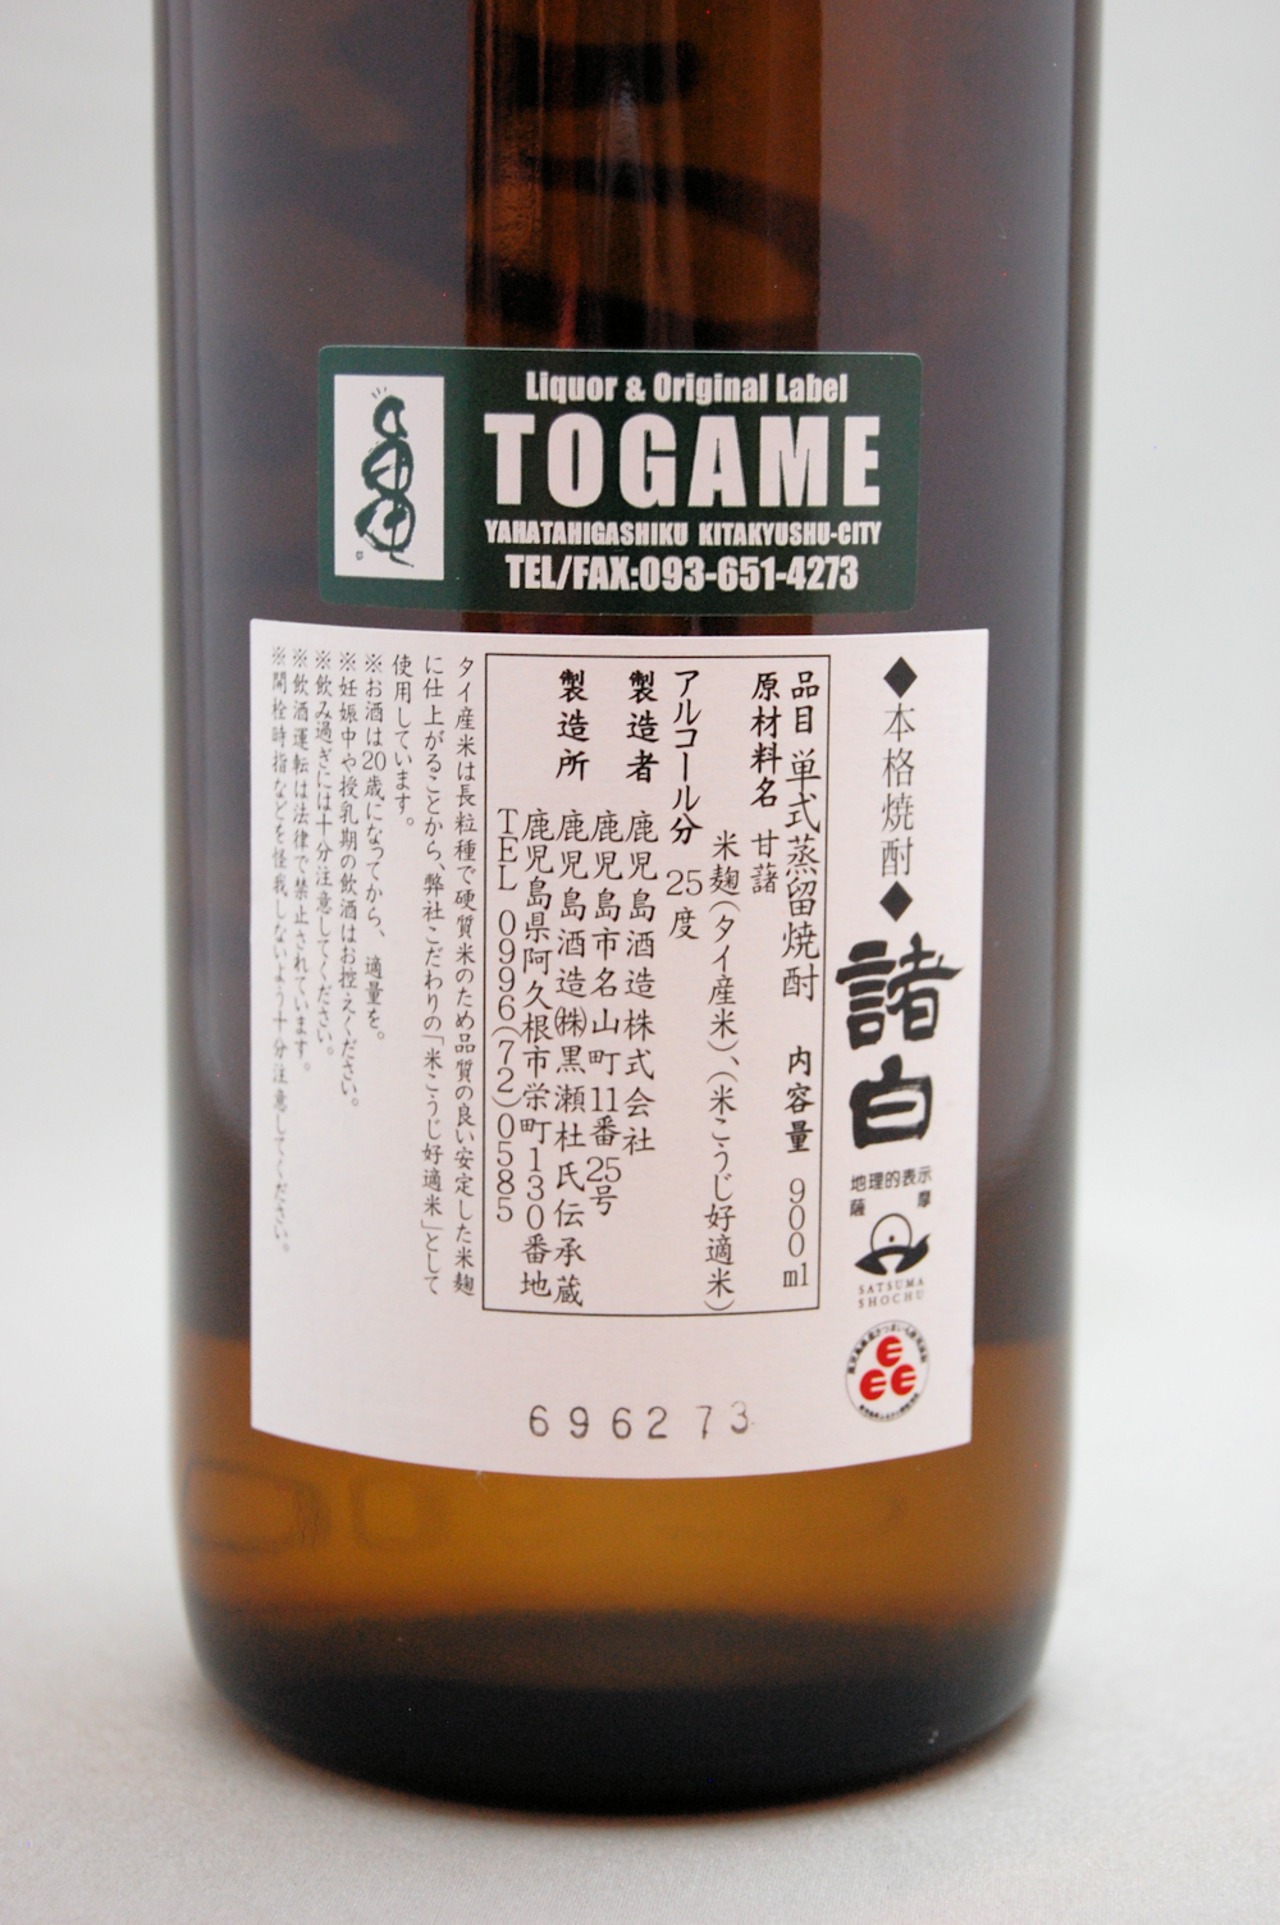 Liquor & Original Label
TOGAME
YAHATAHIGASHIKU KITAKYUSHU-CITY
TEL/FAX:093-651-4273
◆本格焼酎◆
諸白
地理的表示
薩摩
SATSUMA
SHOCHU
品目 単式蒸留焼酎 内容量 900ml
原材料名 甘藷
米麹(タイ産米)、(米こうじ好適米)
アルコール分 25度
製造者 鹿児島酒造株式会社
鹿児島市名山町11番25号
製造所 鹿児島酒造㈱黒瀬杜氏伝承蔵
鹿児島県阿久根市栄町130番地
TEL 0996(72)0585
タイ産米は長粒種で硬質米のため品質の良い安定した米麹
に仕上がることから、弊社こだわりの「米こうじ好適米」として
使用しています。
※お酒は20歳になってから、適量を。
※妊娠中や授乳期の飲酒はお控えください。
※飲み過ぎには十分注意してください。
※飲酒運転は法律で禁止されています。
※開栓時指などを怪我しないよう十分注意してください。
696273